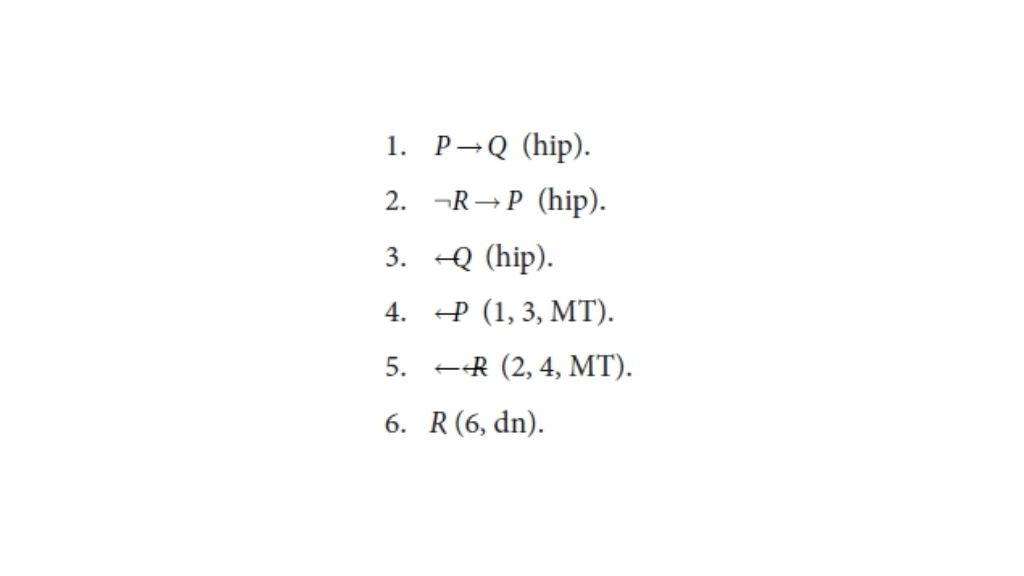 1. P→Q (hip).
2. ¬R→P (hip).
3. ←Q (hip).
4. ←P (1, 3, MT).
5. ←←R (2, 4, MT).
6. R (6, dn).